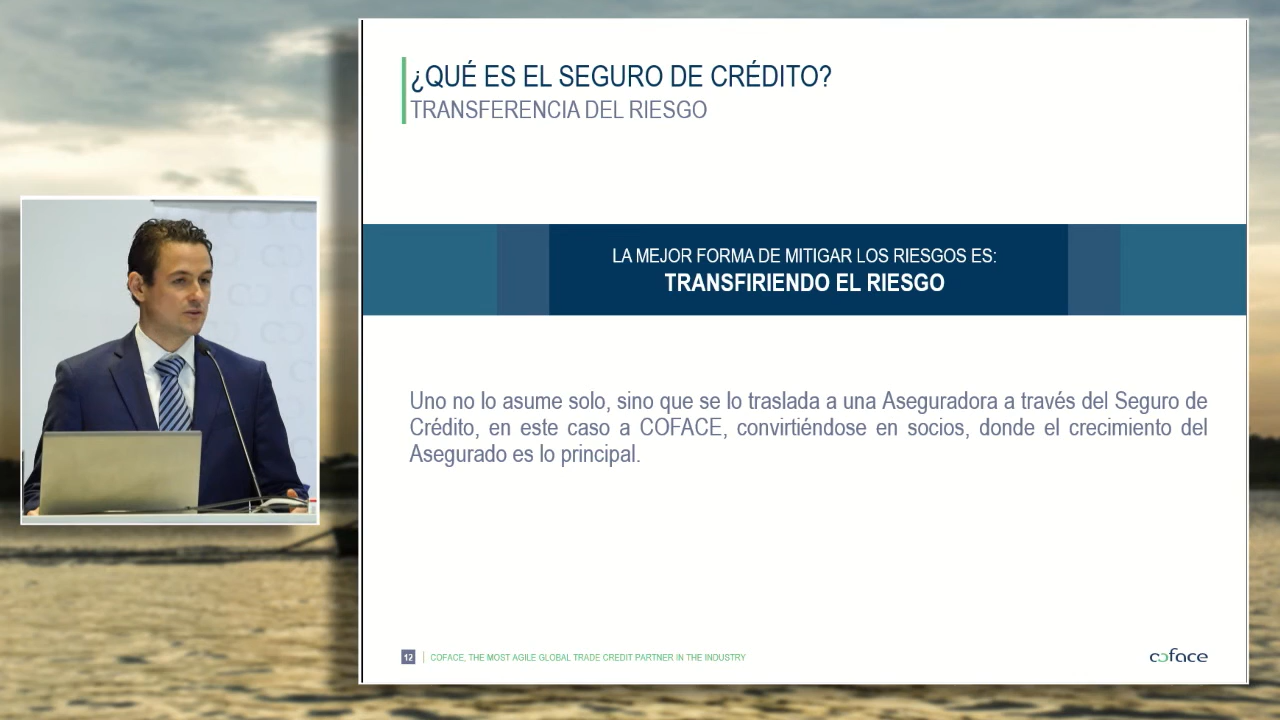 ¿QUÉ ES EL SEGURO DE CRÉDITO?
TRANSFERENCIA DEL RIESGO
LA MEJOR FORMA DE MITIGAR LOS RIESGOS ES:
TRANSFIRIENDO EL RIESGO
Uno no lo asume solo, sino que se lo traslada a una Aseguradora a través del Seguro de
Crédito, en este caso a COFACE, convirtiéndose en socios, donde el crecimiento del
Asegurado es lo principal.
12 COFACE, THE MOST AGILE GLOBAL TRADE CREDIT PARTNER IN THE INDUSTRY
coface